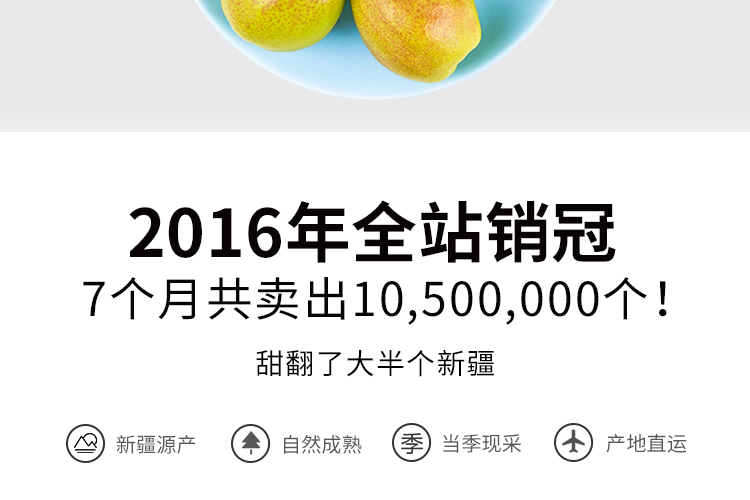 2016年全站销冠
7个月共卖出10,500,000个！
甜翻了大半个新疆
新疆源产 自然成熟 季 当季现采 产地直运